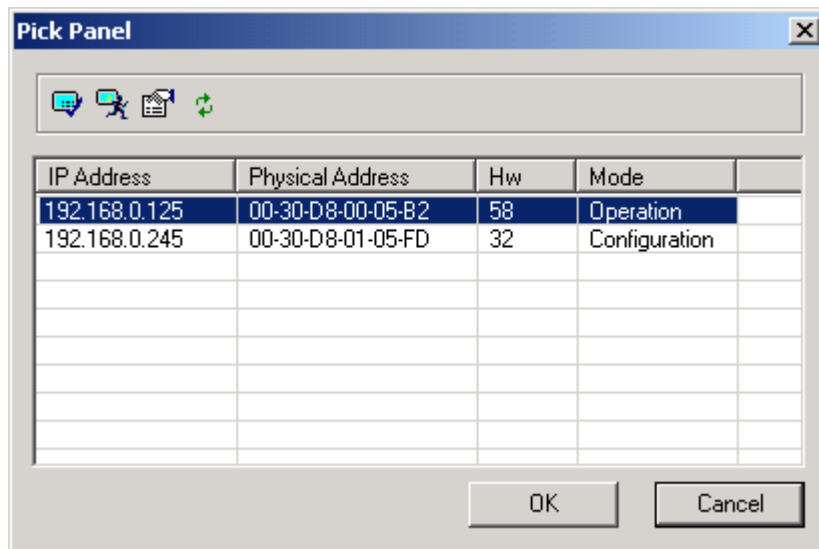 Pick Panel
IP Address Physical Address Hw Mode
192.168.0.125 00-30-D8-00-05-B2 58 Operation
192.168.0.245 00-30-D8-01-05-FD 32 Configuration
OK Cancel